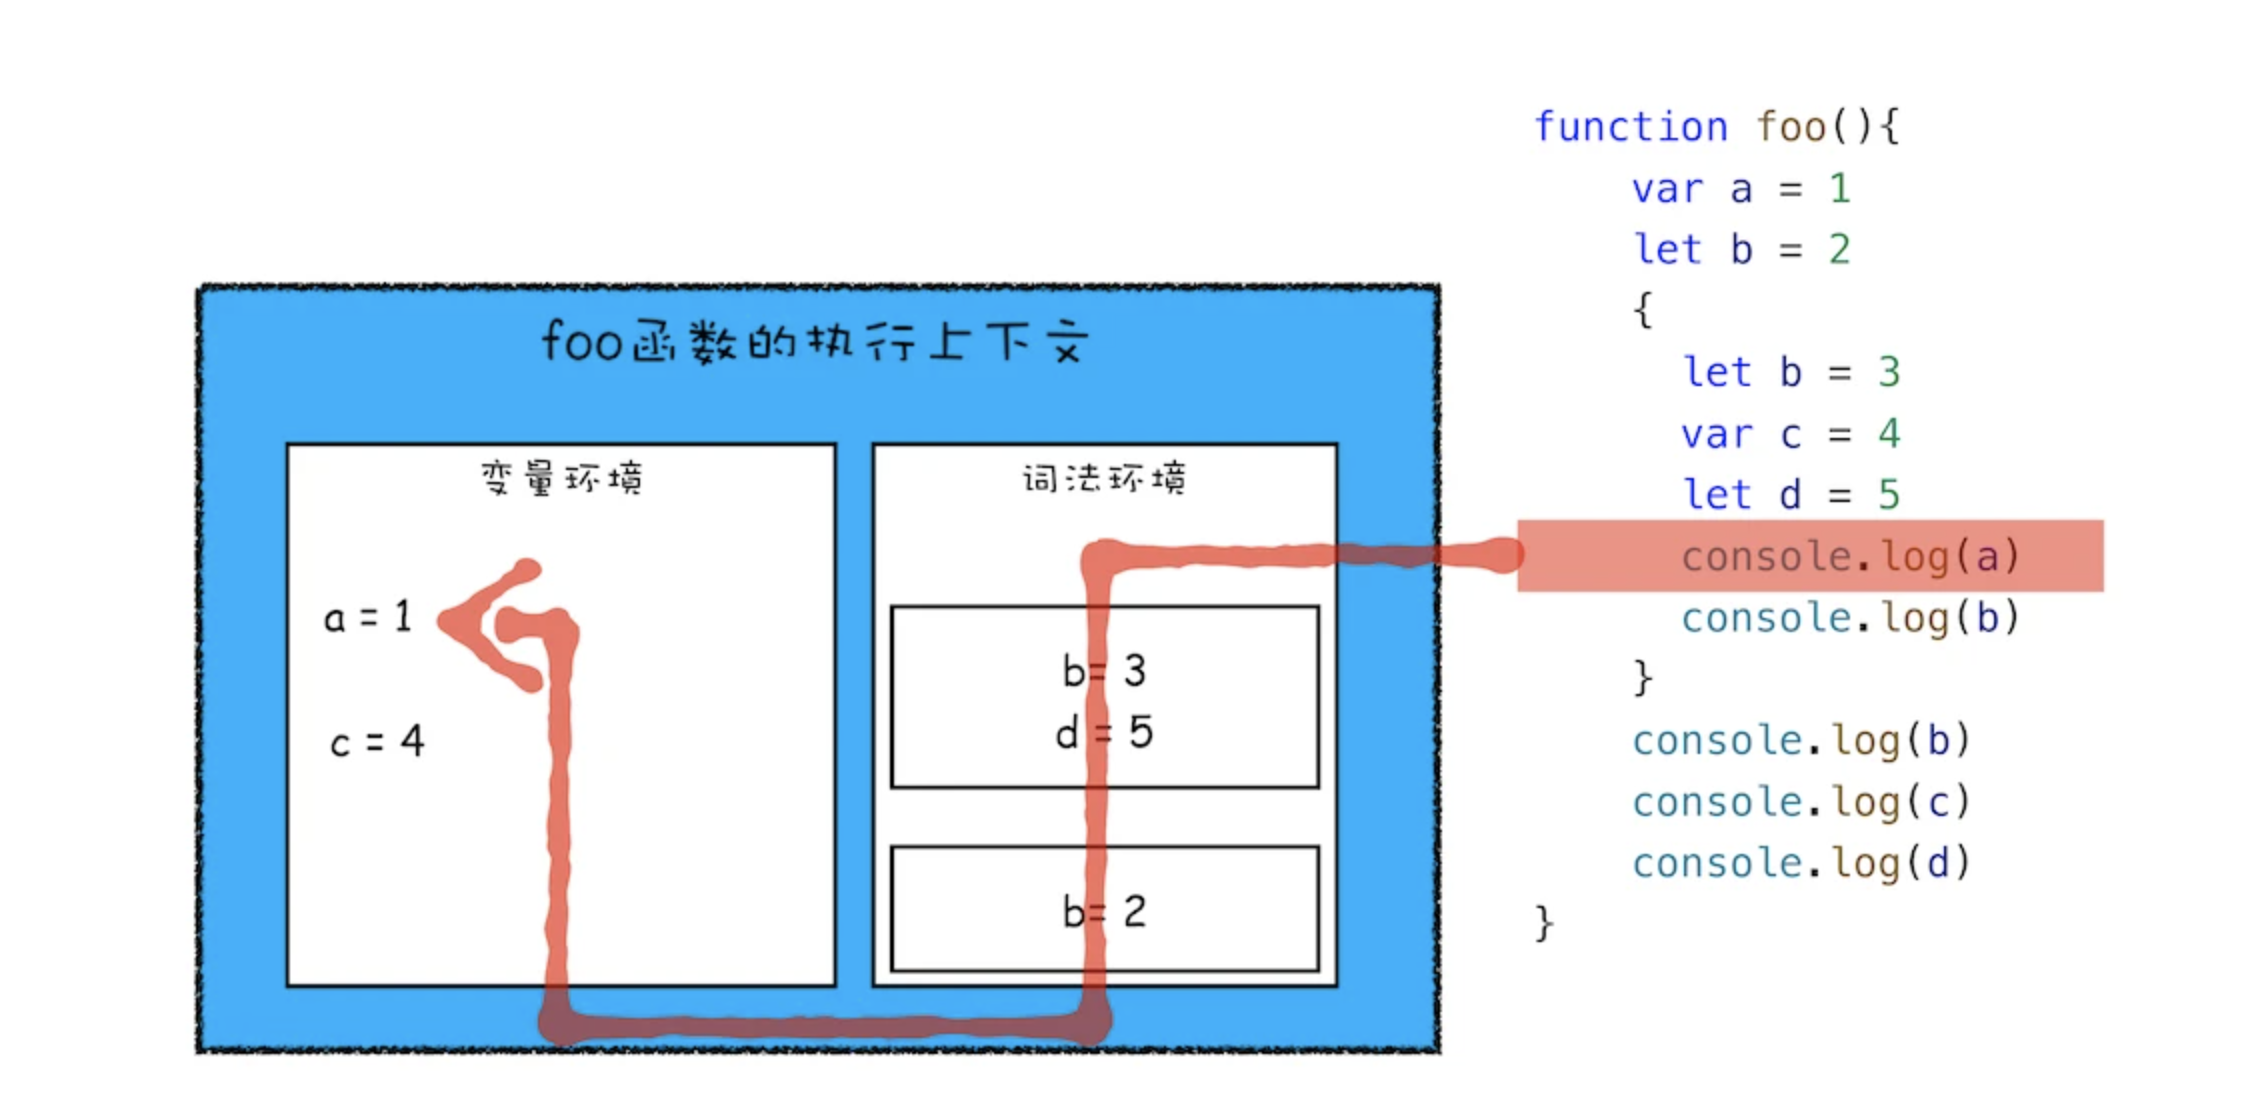 foo函数的执行上下文
变量环境
a = 1
c = 4
词法环境
b= 3
d = 5
b= 2
function foo(){
    var a = 1
    let b = 2
    {
      let b = 3
      var c = 4
      let d = 5
      console.log(a)
      console.log(b)
    }
    console.log(b)
    console.log(c)
    console.log(d)
}